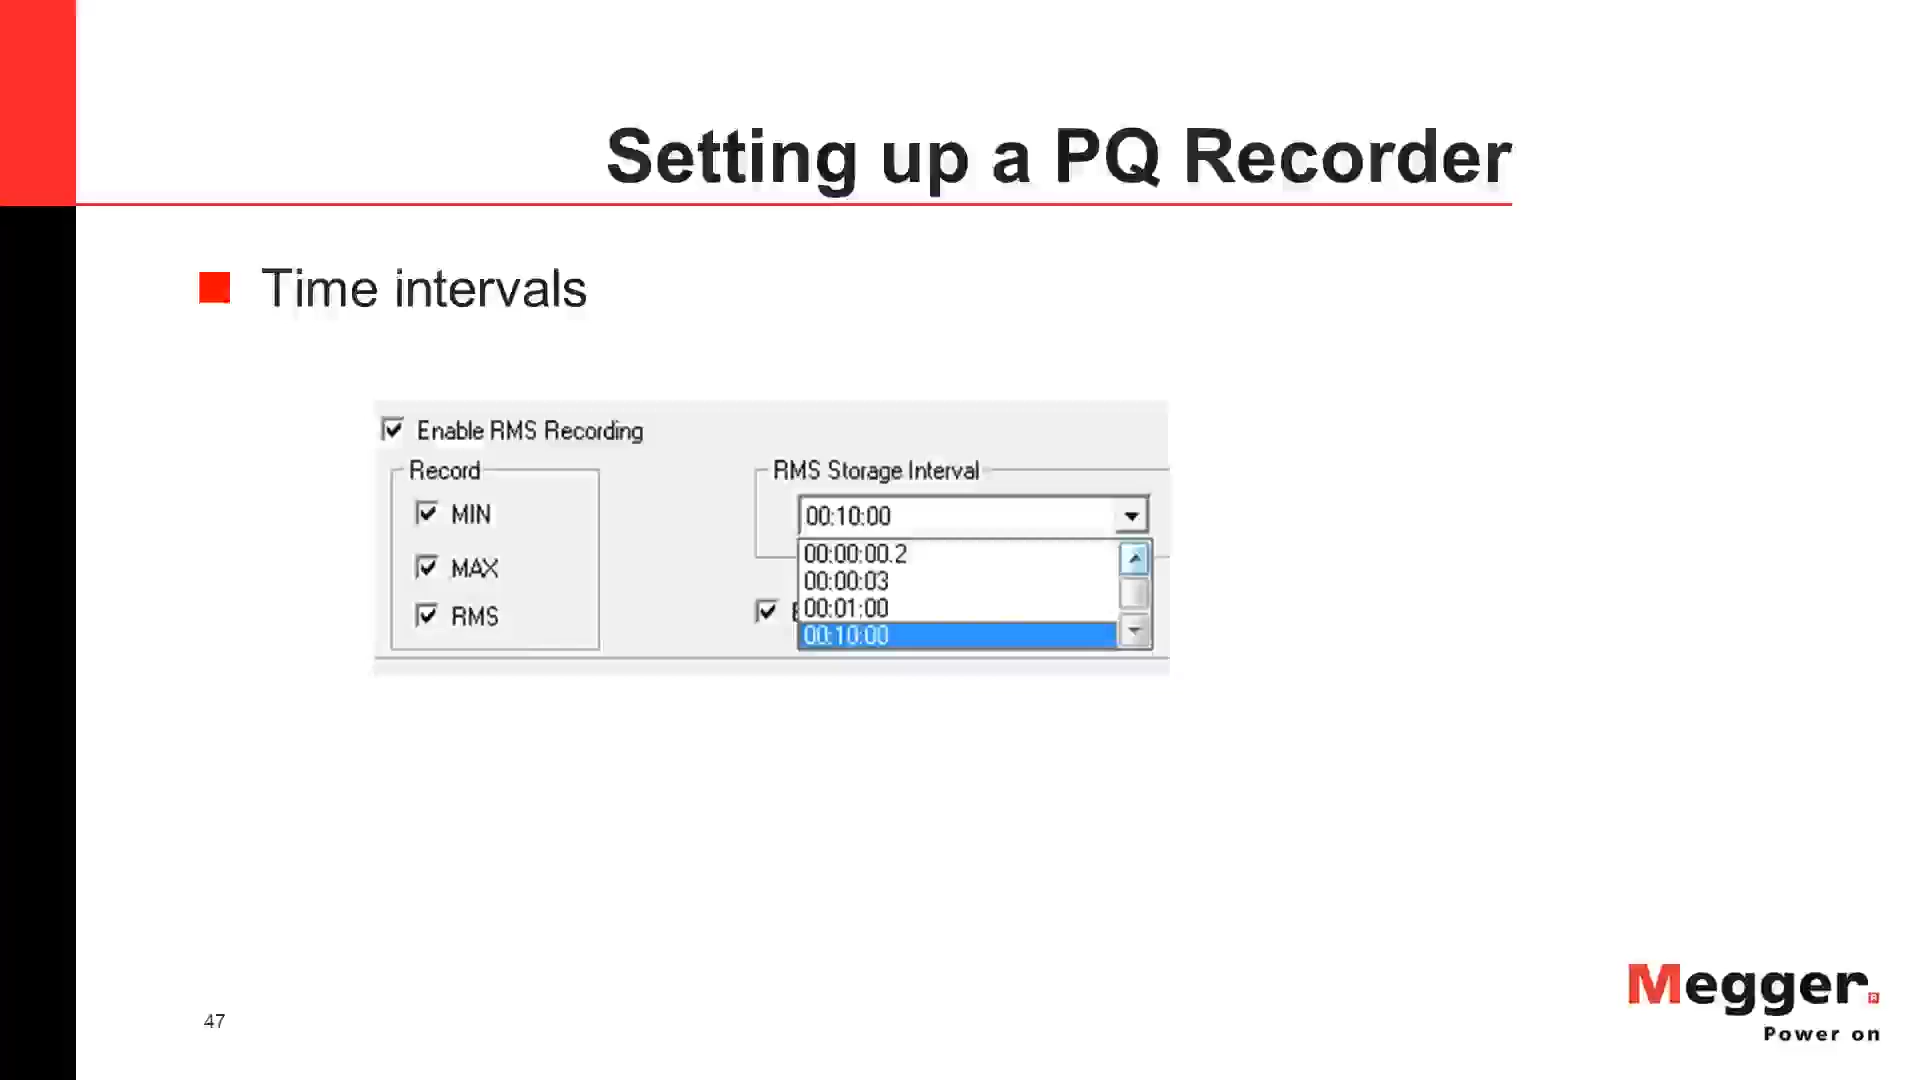 Setting up a PQ Recorder
Time intervals
Enable RMS Recording
Record
MIN
MAX
RMS
RMS Storage Interval
00:10:00
00:00:00.2
00:00:03
00:01:00
00:10:00
47
Megger®
Power on